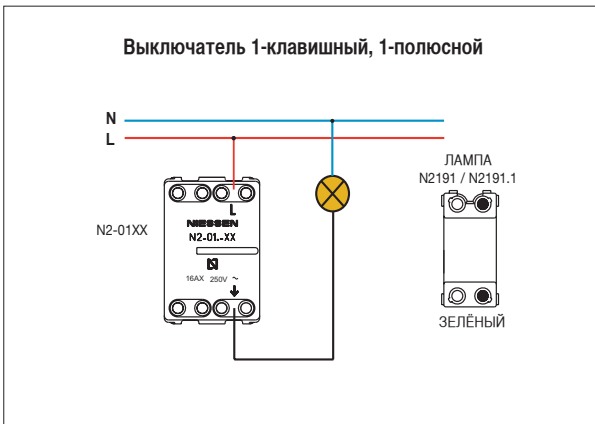 Выключатель 1-клавишный, 1-полюсной
N
L
ЛАМПА
N2191 / N2191.1
L
NIESSEN
N2-01.-XX
N2-01XX
16AX 250V ~
ЗЕЛЁНЫЙ